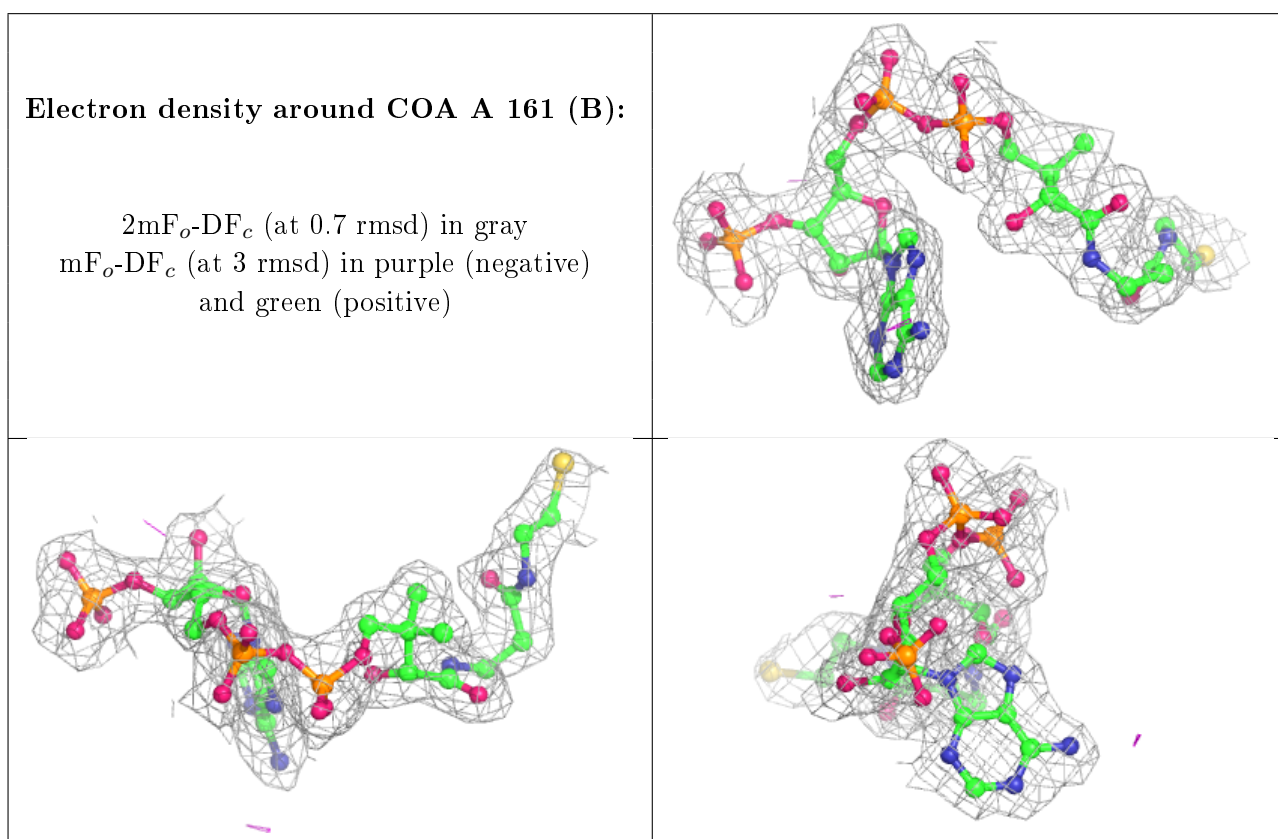 Electron density around COA A 161 (B):
2mFₒ-DF𝒸 (at 0.7 rmsd) in gray
mFₒ-DF𝒸 (at 3 rmsd) in purple (negative)
and green (positive)